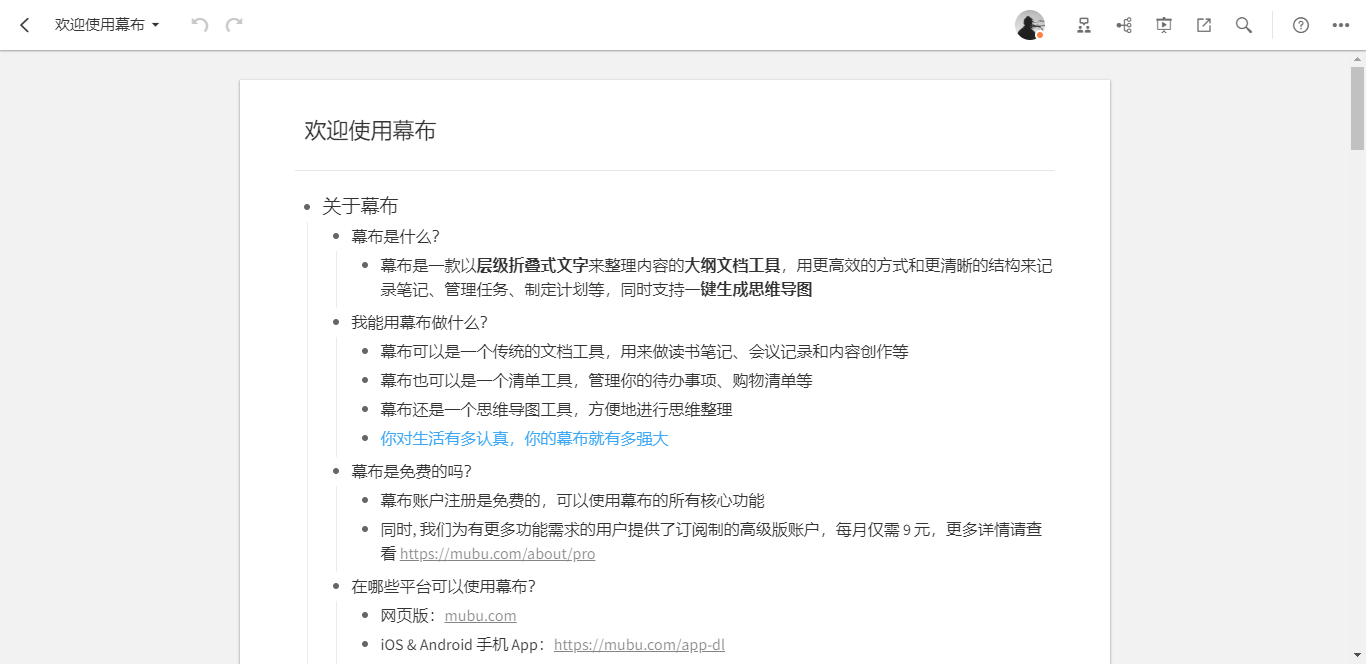 欢迎使用幕布
欢迎使用幕布
关于幕布
幕布是什么？
幕布是一款以层级折叠式文字来整理内容的大纲文档工具，用更高效的方式和更清晰的结构来记
录笔记、管理任务、制定计划等，同时支持一键生成思维导图
我能用幕布做什么？
幕布可以是一个传统的文档工具，用来做读书笔记、会议记录和内容创作等
幕布也可以是一个清单工具，管理你的待办事项、购物清单等
幕布还是一个思维导图工具，方便地进行思维整理
你对生活有多认真，你的幕布就有多强大
幕布是免费的吗？
幕布账户注册是免费的，可以使用幕布的所有核心功能
同时，我们为有更多功能需求的用户提供了订阅制的高级版账户，每月仅需 9 元，更多详情请查
看 https://mubu.com/about/pro
在哪些平台可以使用幕布？
网页版：mubu.com
iOS & Android 手机 App：https://mubu.com/app-dl